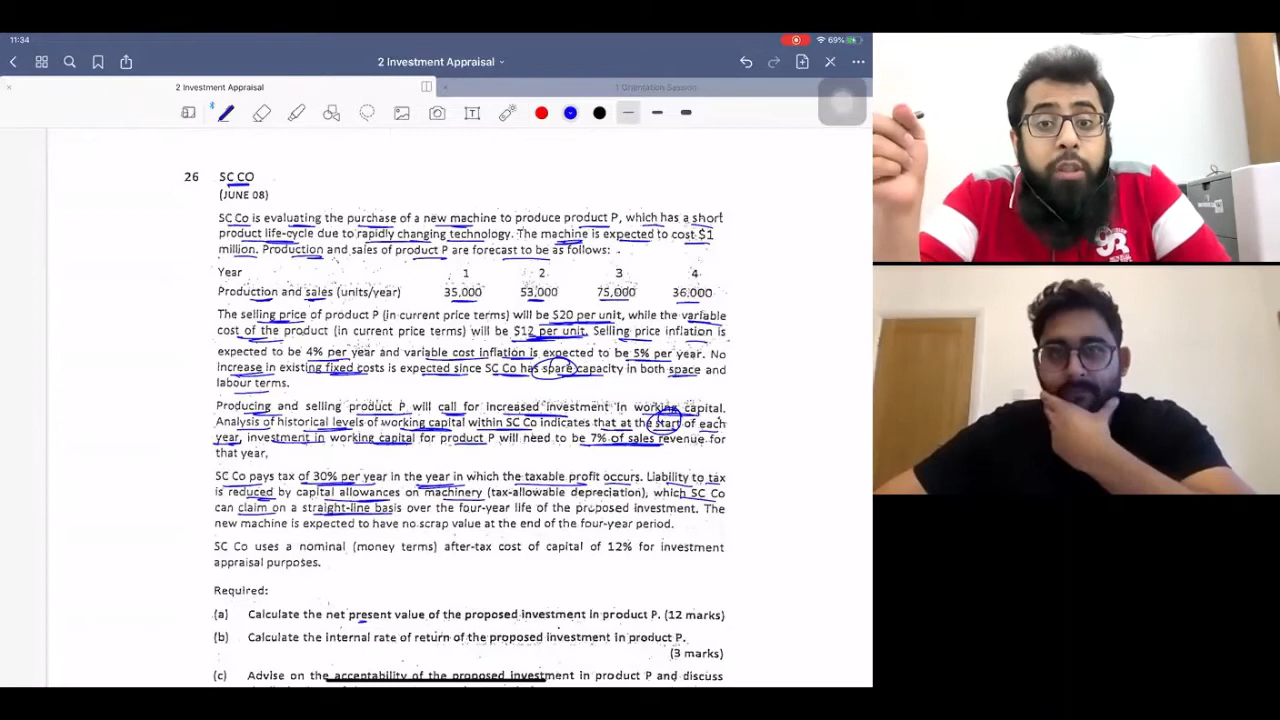 11:34
69%
2 Investment Appraisal
2 Investment Appraisal
1 Orientation Session
26 SC CO
(JUNE 08)
SC Co is evaluating the purchase of a new machine to produce product P, which has a short
product life-cycle due to rapidly changing technology. The machine is expected to cost $1
million. Production and sales of product P are forecast to be as follows:
Year 1 2 3 4
Production and sales (units/year) 35,000 53,000 75,000 36,000
The selling price of product P (in current price terms) will be $20 per unit, while the variable
cost of the product (in current price terms) will be $12 per unit. Selling price inflation is
expected to be 4% per year and variable cost inflation is expected to be 5% per year. No
increase in existing fixed costs is expected since SC Co has spare capacity in both space and
labour terms.
Producing and selling product P will call for increased investment in working capital.
Analysis of historical levels of working capital within SC Co indicates that at the start of each
year, investment in working capital for product P will need to be 7% of sales revenue for
that year,
SC Co pays tax of 30% per year in the year in which the taxable profit occurs. Liability to tax
is reduced by capital allowances on machinery (tax-allowable depreciation), which SC Co
can claim on a straight-line basis over the four-year life of the proposed investment. The
new machine is expected to have no scrap value at the end of the four-year period.
SC Co uses a nominal (money terms) after-tax cost of capital of 12% for investment
appraisal purposes.
Required:
(a) Calculate the net present value of the proposed investment in product P. (12 marks)
(b) Calculate the internal rate of return of the proposed investment in product P.
(3 marks)
(c) Advise on the acceptability of the proposed investment in product P and discuss